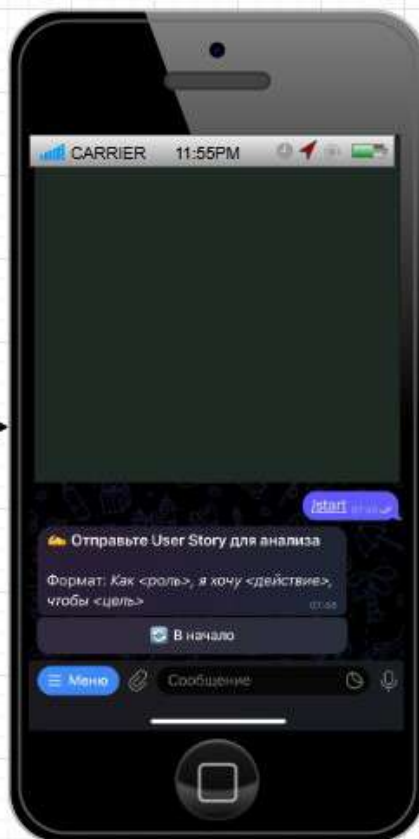 CARRIER 11:55PM
/start
Отправьте User Story для анализа
Формат: Как <роль>, я хочу <действие>,
чтобы <цель>
В начало
Меню Сообщение